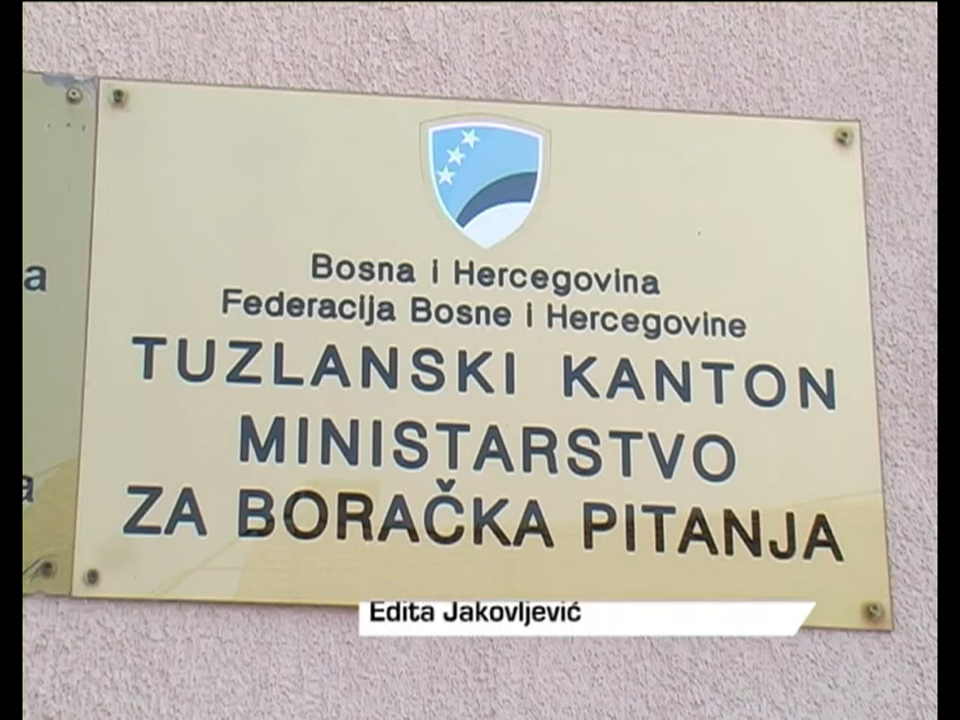 Bosna i Hercegovina
Federacija Bosne i Hercegovine
TUZLANSKI KANTON
MINISTARSTVO
ZA BORAČKA PITANJA
Edita Jakovljević
a
a